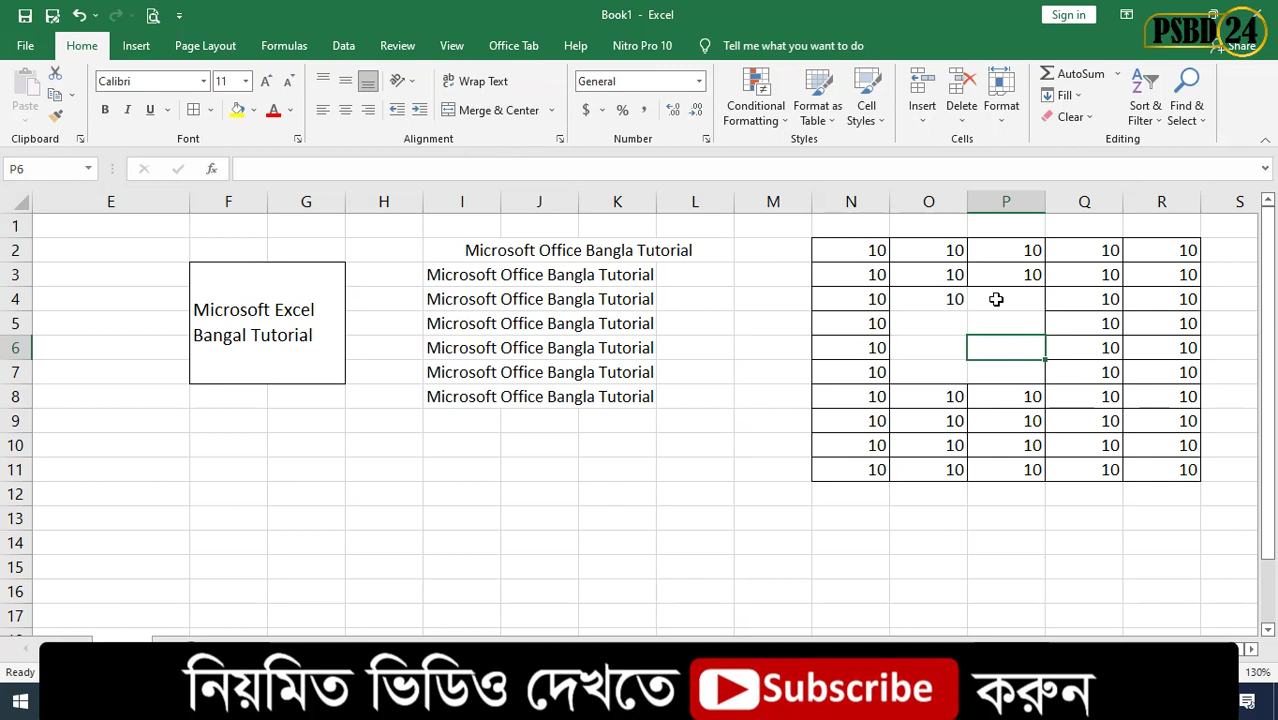 Book1 - Excel
Sign in
PSBD 24
File Home Insert Page Layout Formulas Data Review View Office Tab Help Nitro Pro 10 Tell me what you want to do Share
Paste
Calibri 11
B I U
Wrap Text
Merge & Center
General
$ % ,
Conditional Formatting
Format as Table
Cell Styles
Insert
Delete
Format
AutoSum
Fill
Clear
Sort & Filter
Find & Select
Clipboard Font Alignment Number Styles Cells Editing
P6 fx
E F G H I J K L M N O P Q R S
1
2 Microsoft Office Bangla Tutorial 10 10 10 10 10
3 Microsoft Office Bangla Tutorial 10 10 10 10 10
4 Microsoft Excel Microsoft Office Bangla Tutorial 10 10 10 10
5 Bangal Tutorial Microsoft Office Bangla Tutorial 10 10 10
6 Microsoft Office Bangla Tutorial 10 10 10
7 Microsoft Office Bangla Tutorial 10 10 10
8 Microsoft Office Bangla Tutorial 10 10 10 10 10
9 10 10 10 10 10
10 10 10 10 10 10
11 10 10 10 10 10
12
13
14
15
16
17
Ready 130%
নিয়মিত ভিডিও দেখতে Subscribe করুন